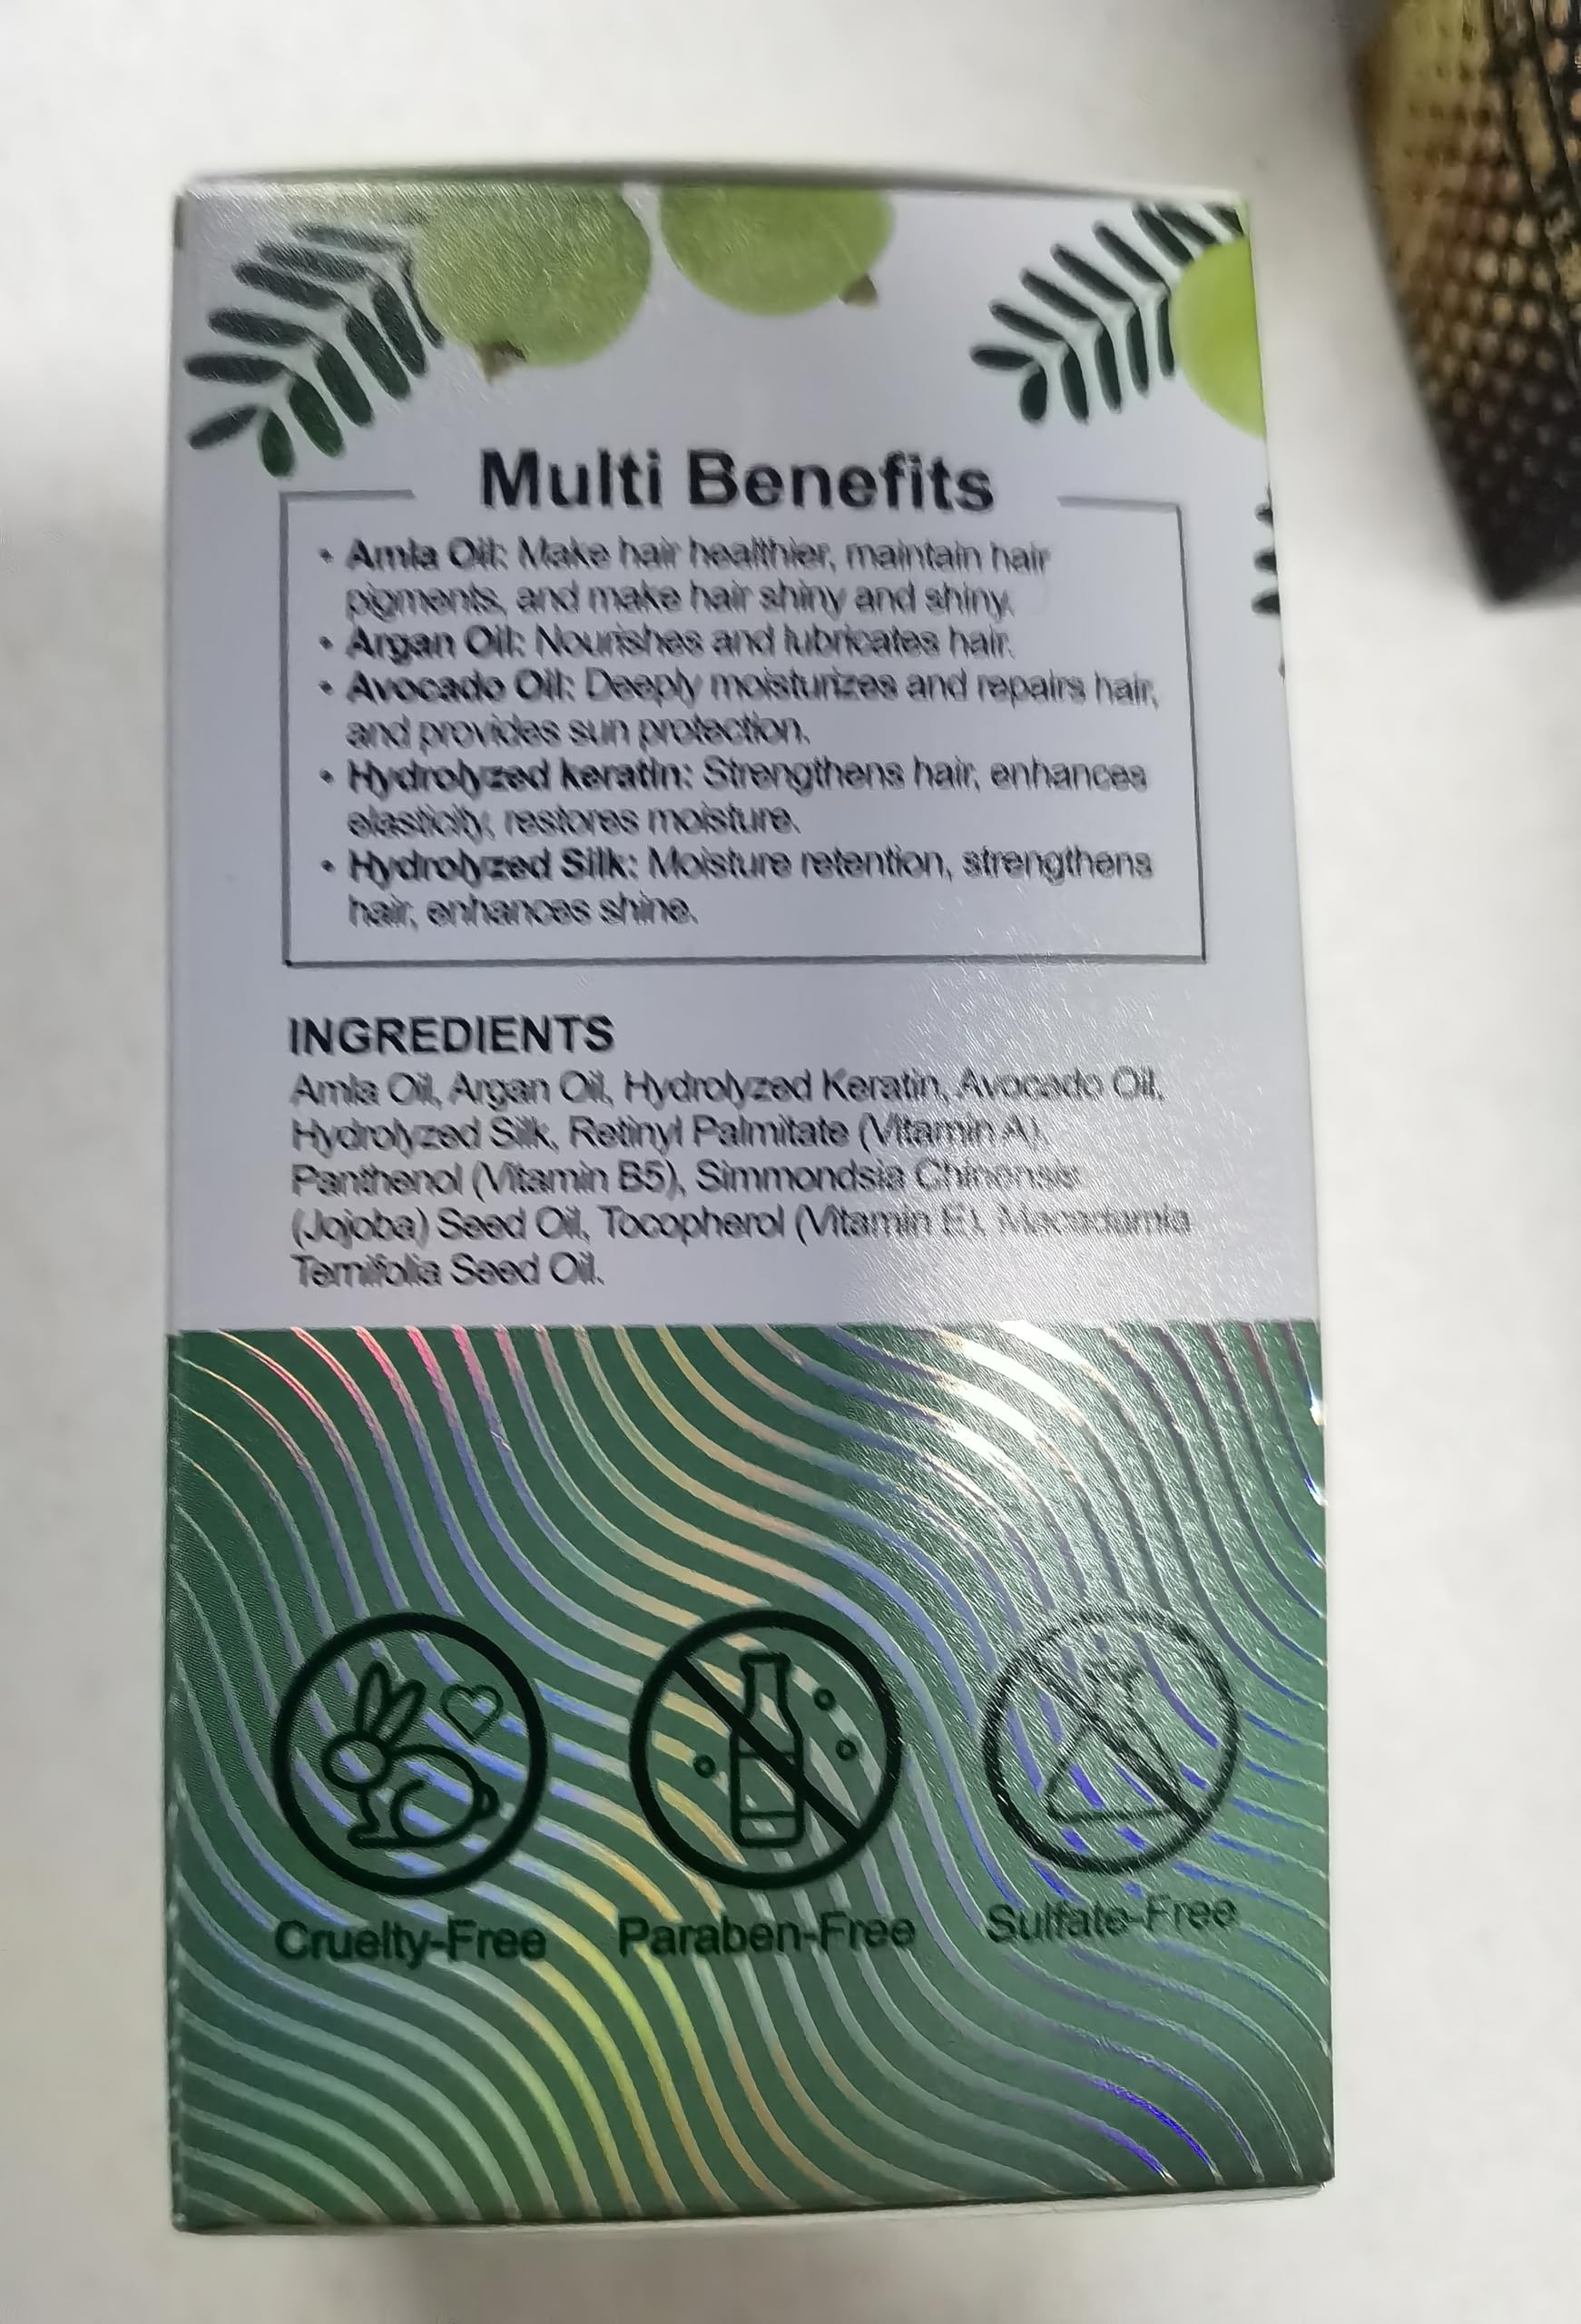 Multi Benefits
• Amla Oil: Make hair healthier, maintain hair
pigments, and make hair shiny and shiny.
• Argan Oil: Nourishes and lubricates hair.
• Avocado Oil: Deeply moisturizes and repairs hair,
and provides sun protection.
• Hydrolyzed keratin: Strengthens hair, enhances
elasticity, restores moisture.
• Hydrolyzed Silk: Moisture retention, strengthens
hair, enhances shine.
INGREDIENTS
Amla Oil, Argan Oil, Hydrolyzed Keratin, Avocado Oil,
Hydrolyzed Silk, Retinyl Palmitate (Vitamin A),
Panthenol (Vitamin B5), Simmondsia Chinensis
(Jojoba) Seed Oil, Tocopherol (Vitamin E), Macadamia
Ternifolia Seed Oil.
Cruelty-Free Paraben-Free Sulfate-Free